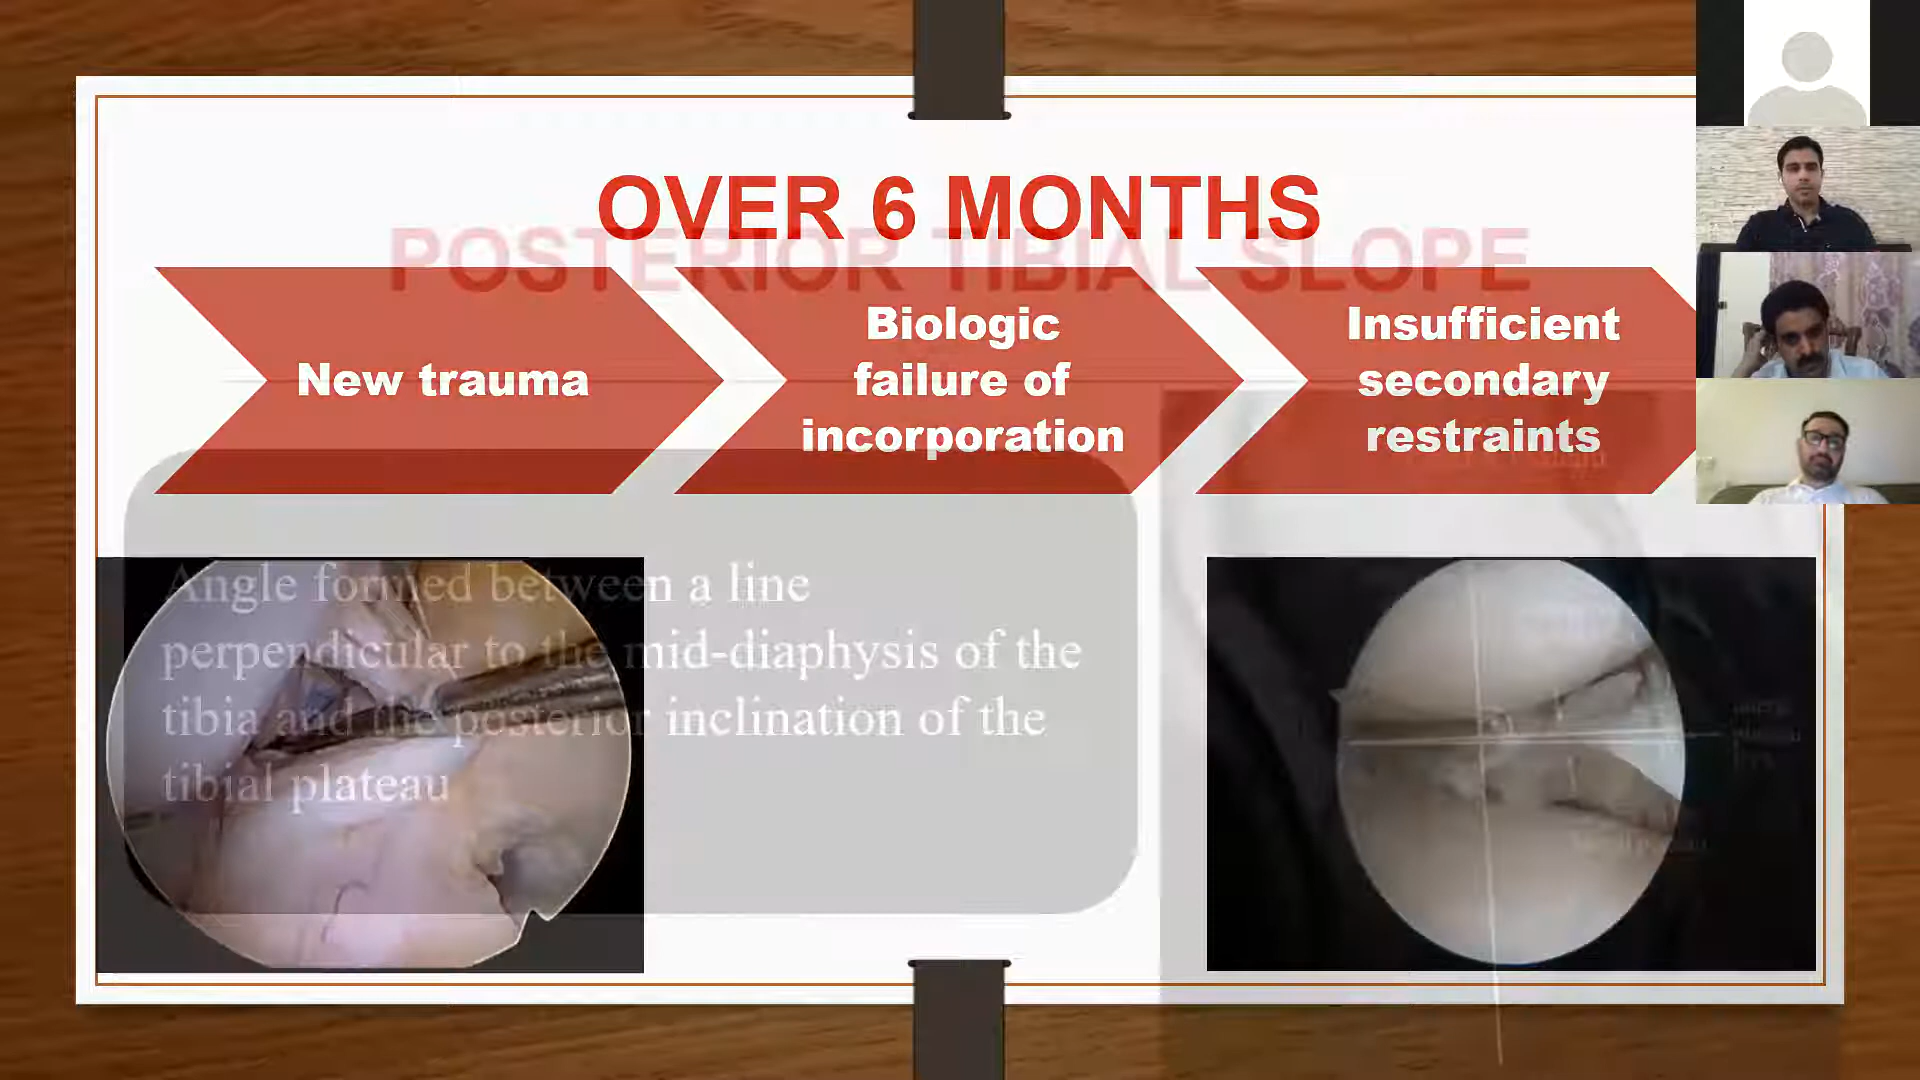 OVER 6 MONTHS
POSTERIOR TIBIAL SLOPE
New trauma
Biologic
failure of
incorporation
Insufficient
secondary
restraints
Angle formed between a line
perpendicular to the mid-diaphysis of the
tibia and the posterior inclination of the
tibial plateau